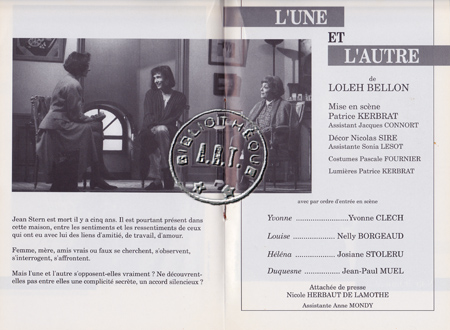 Jean Stern est mort il y a cinq ans. Il est pourtant présent dans
cette maison, entre les sentiments et les ressentiments de ceux
qui ont eu avec lui des liens d'amitié, de travail, d'amour.
Femme, mère, amis vrais ou faux se cherchent, s'observent,
s'interrogent, s'affrontent.
Mais l'une et l'autre s'opposent-elles vraiment ? Ne découvrent-
elles pas entre elles une complicité secrète, un accord silencieux ?
BIBLIOTHÈQUE
A.R.T.
L'UNE
ET
L'AUTRE
de
LOLEH BELLON
Mise en scène
Patrice KERBRAT
Assistant Jacques CONNORT
Décor Nicolas SIRE
Assistante Sonia LESOT
Costumes Pascale FOURNIER
Lumières Patrice KERBRAT
avec par ordre d'entrée en scène
Yvonne ........................Yvonne CLECH
Louise ................... Nelly BORGEAUD
Héléna ................... Josiane STOLERU
Duquesne ................... Jean-Paul MUEL
Attachée de presse
Nicole HERBAUT DE LAMOTHE
Assistante Anne MONDY